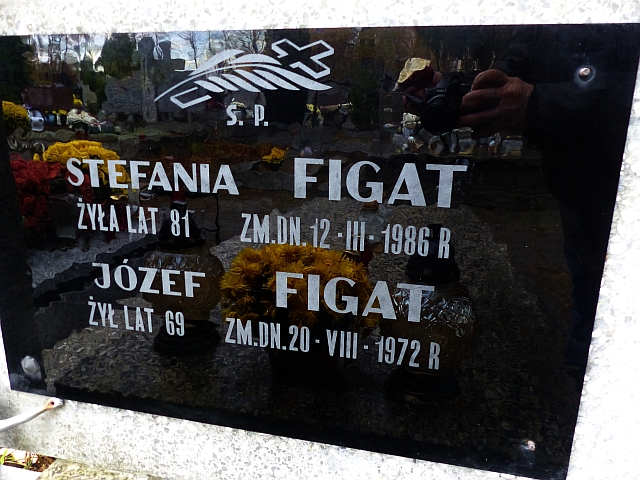 Ś. P.
STEFANIA FIGAT
ŻYŁA LAT 81 ZM.DN.12-III-1986 R
JÓZEF FIGAT
ŻYŁ LAT 69 ZM.DN.20-VIII-1972 R